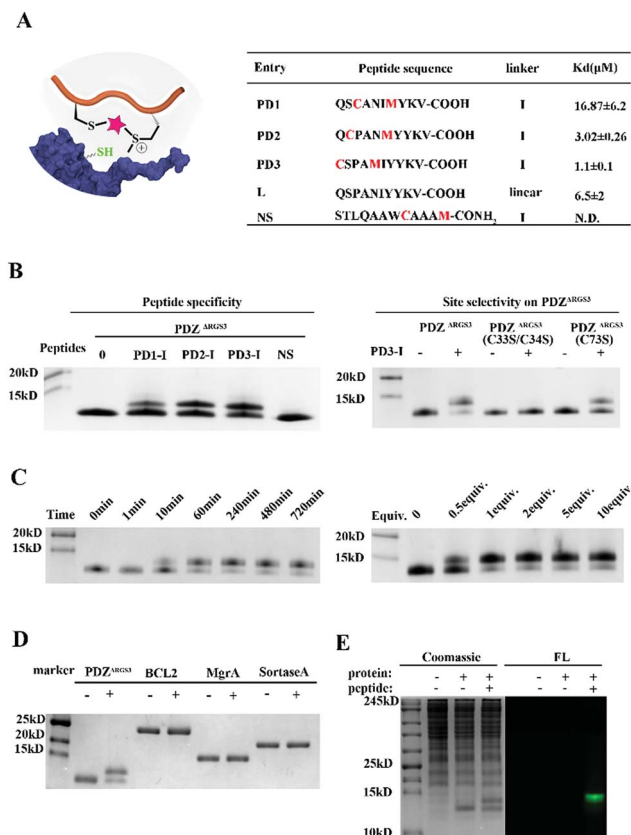 A
S
S
+
SH
Entry Peptide sequence linker Kd(μM)
PD1 QSCANIMYYKV-COOH I 16.87±6.2
PD2 QCPANMYYKV-COOH I 3.02±0.26
PD3 CSPAMIYYKV-COOH I 1.1±0.1
L QSPANIYYKV-COOH linear 6.5±2
NS STLQAAWCAAAM-CONH2 I N.D.
B
Peptide specificity
PDZ ΔRGS3
Peptides 0 PD1-I PD2-I PD3-I NS
20kD
15kD
Site selectivity on PDZΔRGS3
PDZ ΔRGS3 PDZ ΔRGS3 (C33S/C34S) PDZ ΔRGS3 (C73S)
PD3-I - + - + - +
20kD
15kD
C
Time 0min 1min 10min 60min 240min 480min 720min
20kD
15kD
Equiv. 0 0.5equiv. 1equiv. 2equiv. 5equiv. 10equiv.
20kD
15kD
D
marker PDZΔRGS3 BCL2 MgrA SortaseA
- + - + - + - +
25kD
20kD
15kD
E
Coomassie FL
protein: - + + - + +
peptide: - - + - - +
245kD
25kD
15kD
10kD